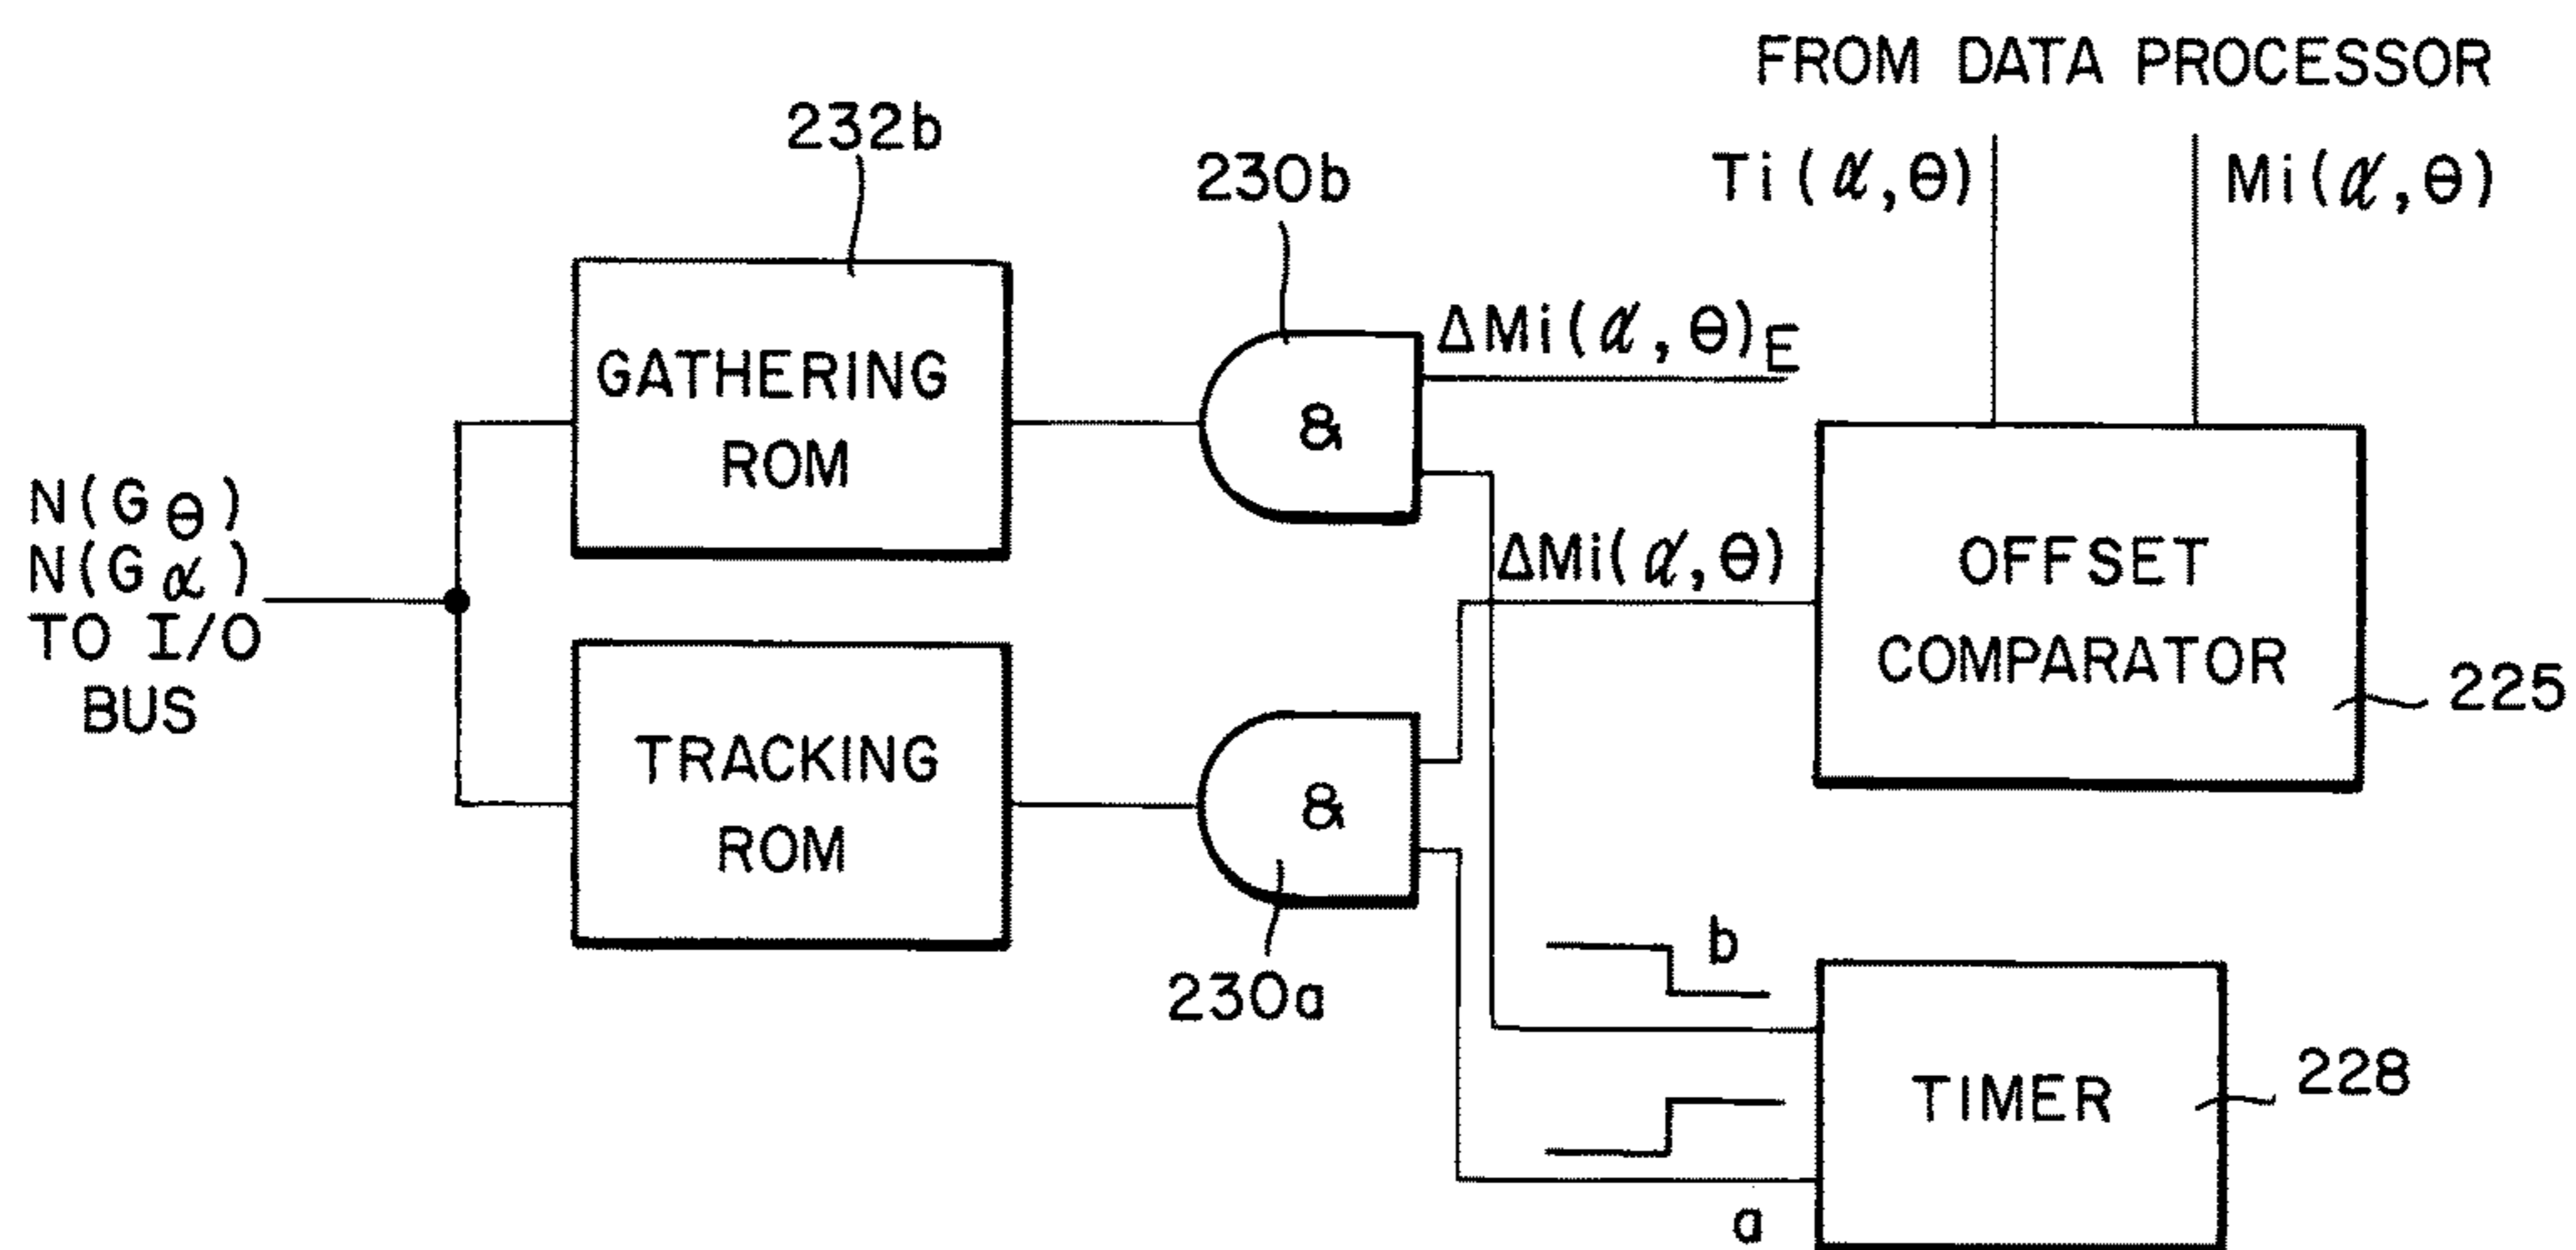 FROM DATA PROCESSOR
Ti(α,θ)
Mi(α,θ)
232b
230b
GATHERING
ROM
&
ΔMi(α,θ)E
N(Gθ)
N(Gα)
TO I/O
BUS
ΔMi(α,θ)
OFFSET
COMPARATOR
225
TRACKING
ROM
&
230a
b
TIMER
228
a